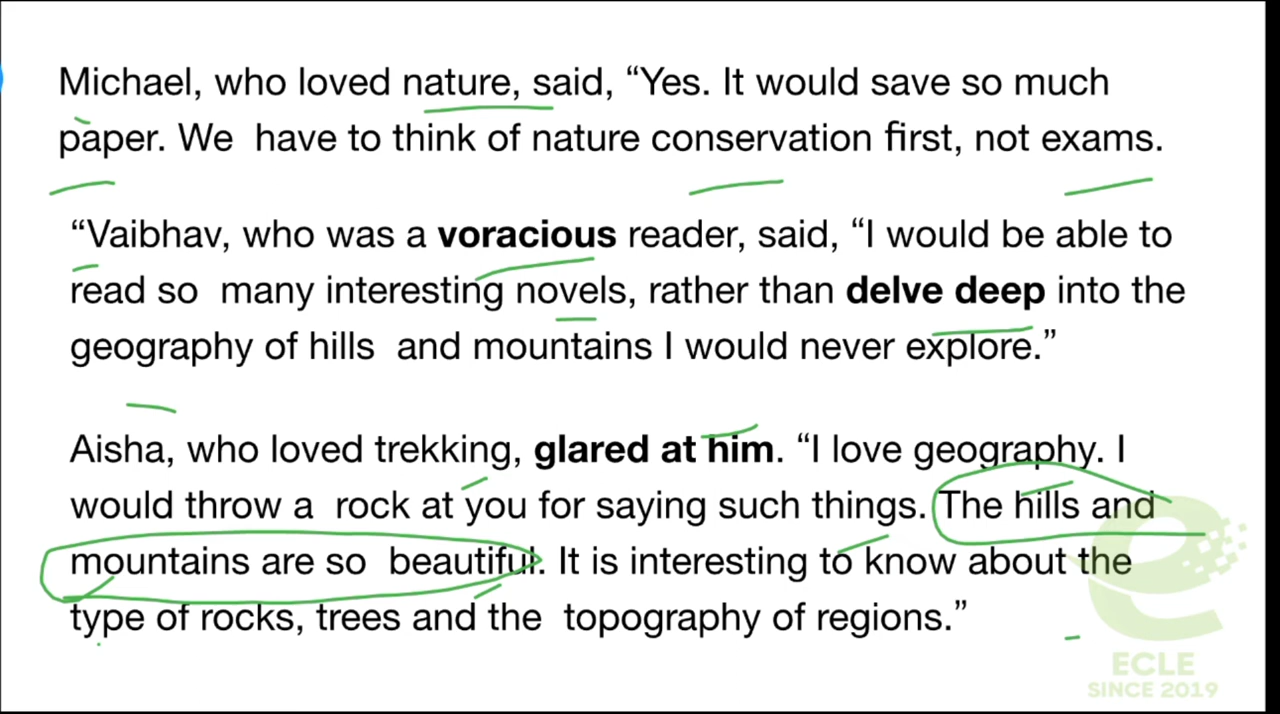 Michael, who loved nature, said, “Yes. It would save so much
paper. We have to think of nature conservation first, not exams.
“Vaibhav, who was a voracious reader, said, “I would be able to
read so many interesting novels, rather than delve deep into the
geography of hills and mountains I would never explore.”
Aisha, who loved trekking, glared at him. “I love geography. I
would throw a rock at you for saying such things. The hills and
mountains are so beautiful. It is interesting to know about the
type of rocks, trees and the topography of regions.”
e
ECLE
SINCE 2019